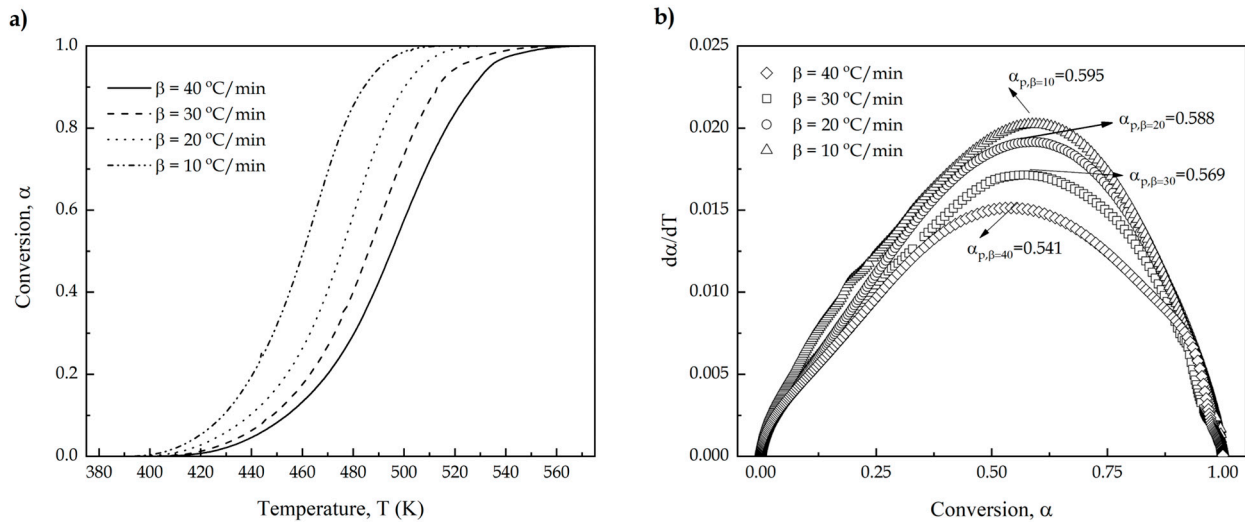 a)
1.0
0.8
0.6
0.4
0.2
0.0
Conversion, α
β = 40 °C/min
β = 30 °C/min
β = 20 °C/min
β = 10 °C/min
380 400 420 440 460 480 500 520 540 560
Temperature, T (K)
b)
0.025
0.020
0.015
0.010
0.005
0.000
dα/dT
β = 40 °C/min
β = 30 °C/min
β = 20 °C/min
β = 10 °C/min
αp,β=10=0.595
αp,β=20=0.588
αp,β=30=0.569
αp,β=40=0.541
0.00 0.25 0.50 0.75 1.00
Conversion, α